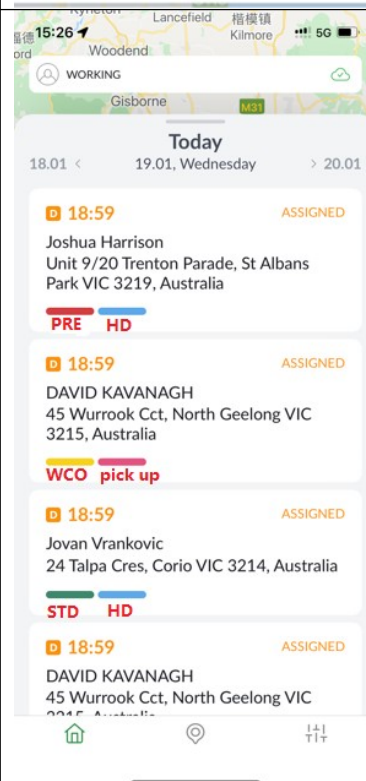 Kyneton
Lancefield
楷模镇
Kilmore
15:26
5G
Woodend
WORKING
Gisborne
M31
Today
18.01 < 19.01, Wednesday > 20.01
D 18:59 ASSIGNED
Joshua Harrison
Unit 9/20 Trenton Parade, St Albans
Park VIC 3219, Australia
PRE HD
D 18:59 ASSIGNED
DAVID KAVANAGH
45 Wurrook Cct, North Geelong VIC
3215, Australia
WCO pick up
D 18:59 ASSIGNED
Jovan Vrankovic
24 Talpa Cres, Corio VIC 3214, Australia
STD HD
D 18:59 ASSIGNED
DAVID KAVANAGH
45 Wurrook Cct, North Geelong VIC
3215, Australia